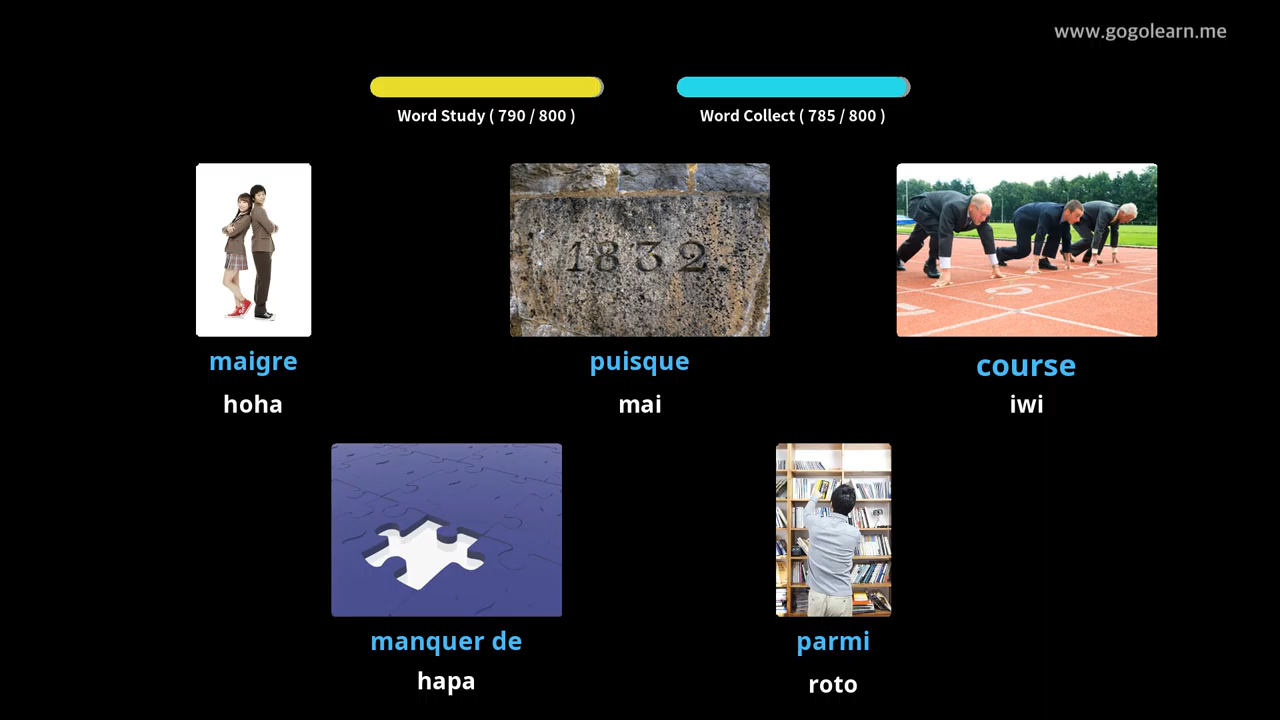 www.gogolearn.me
Word Study ( 790 / 800 )
Word Collect ( 785 / 800 )
1832
maigre
puisque
course
hoha
mai
iwi
manquer de
parmi
hapa
roto